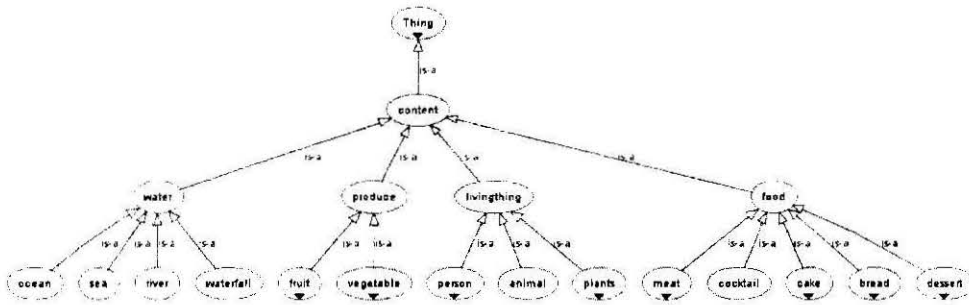 Thing
is-a
content
is-a is-a is-a is-a
water produce livingthing food
is-a is-a is-a is-a is-a is-a is-a is-a is-a is-a is-a is-a is-a is-a
ocean sea river waterfall fruit vegetable person animal plants meat cocktail cake bread dessert